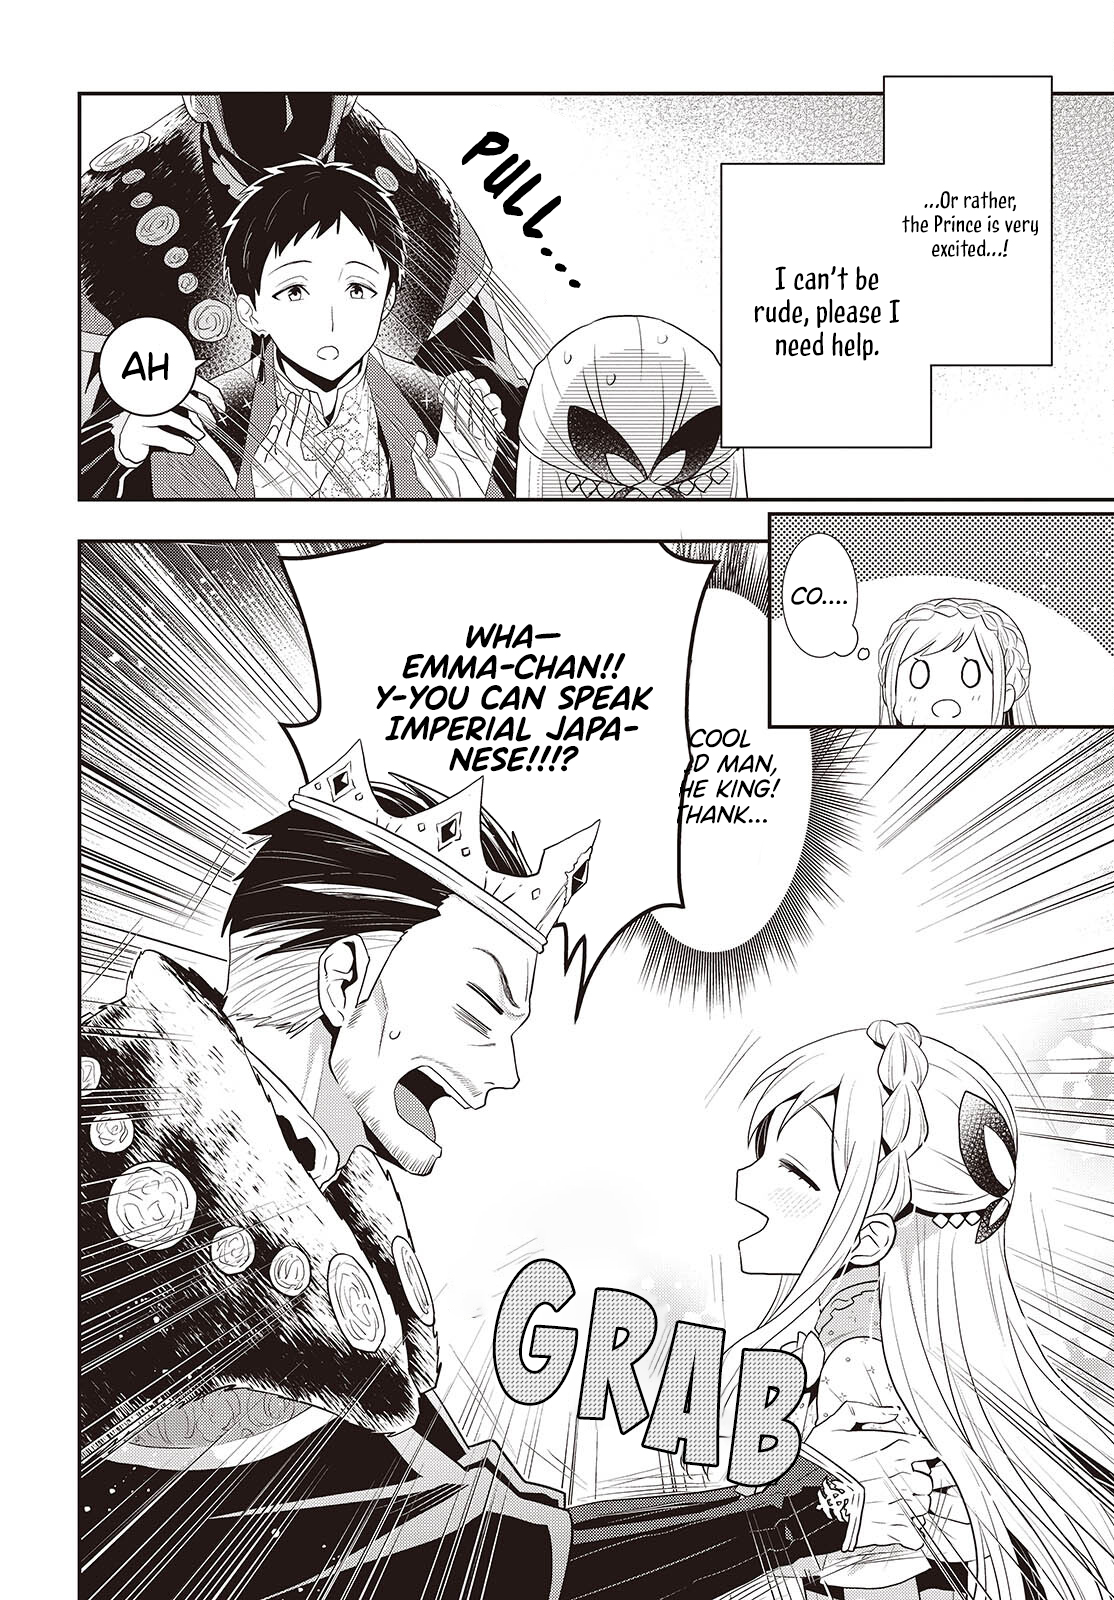 ...Or rather,
the Prince is very
excited...!
I can't be
rude, please I
need help.
PULL...
AH
CO....
COOL
MAN,
KING!
THANK...
WHA—
EMMA-CHAN!!
Y-YOU CAN SPEAK
IMPERIAL JAPA-
NESE!!!?
GRAB